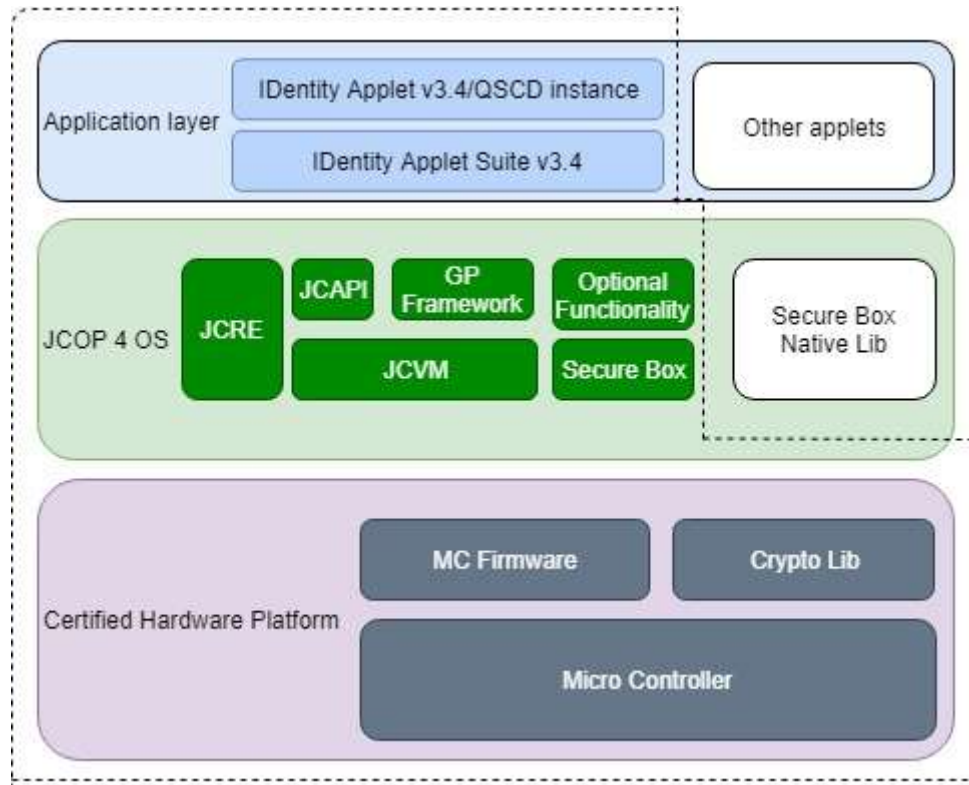 IDentity Applet v3.4/QSCD instance
Application layer
Other applets
IDentity Applet Suite v3.4
JCOP 4 OS
JCRE
JCAPI
GP
Framework
Optional
Functionality
JCVM
Secure Box
Secure Box
Native Lib
MC Firmware
Crypto Lib
Certified Hardware Platform
Micro Controller